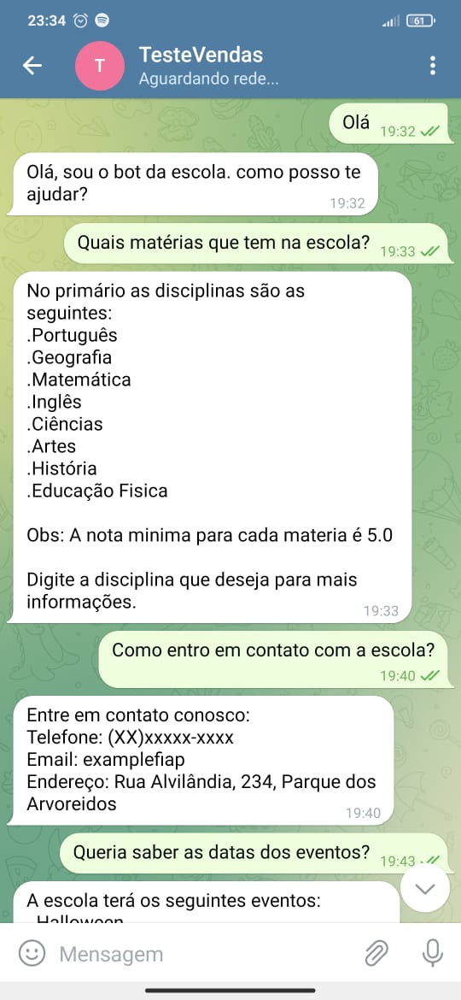 23:34
61
T
TesteVendas
Aguardando rede...
Olá
19:32
Olá, sou o bot da escola. como posso te
ajudar?
19:32
Quais matérias que tem na escola?
19:33
No primário as disciplinas são as
seguintes:
.Português
.Geografia
.Matemática
.Inglês
.Ciências
.Artes
.História
.Educação Fisica
Obs: A nota minima para cada materia é 5.0
Digite a disciplina que deseja para mais
informações.
19:33
Como entro em contato com a escola?
19:40
Entre em contato conosco:
Telefone: (XX)xxxxx-xxxx
Email: examplefiap
Endereço: Rua Alvilândia, 234, Parque dos
Arvoreidos
19:40
Queria saber as datas dos eventos?
19:43
A escola terá os seguintes eventos:
Halloween
Mensagem